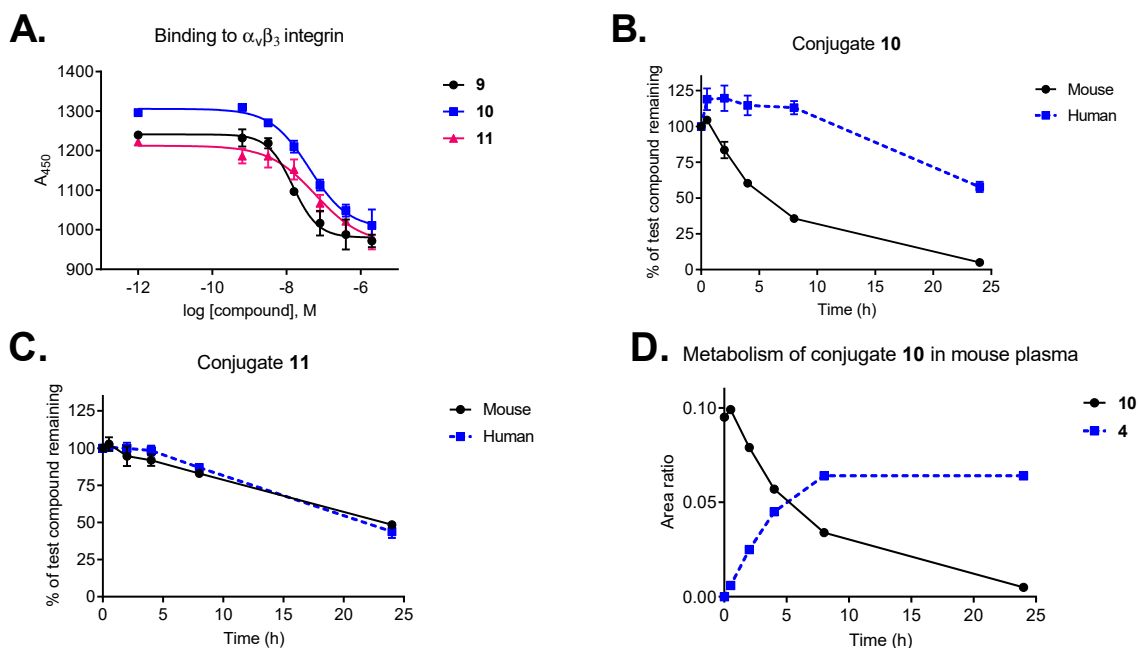 A.
Binding to αvβ3 integrin
1400
1300
1200
1100
1000
900
A450
-12
-10
-8
-6
log [compound], M
9
10
11
B.
Conjugate 10
125
100
75
50
25
0
% of test compound remaining
0
5
10
15
20
25
Time (h)
Mouse
Human
C.
Conjugate 11
125
100
75
50
25
0
% of test compound remaining
0
5
10
15
20
25
Time (h)
Mouse
Human
D.
Metabolism of conjugate 10 in mouse plasma
0.10
0.05
0.00
Area ratio
0
5
10
15
20
25
Time (h)
10
4